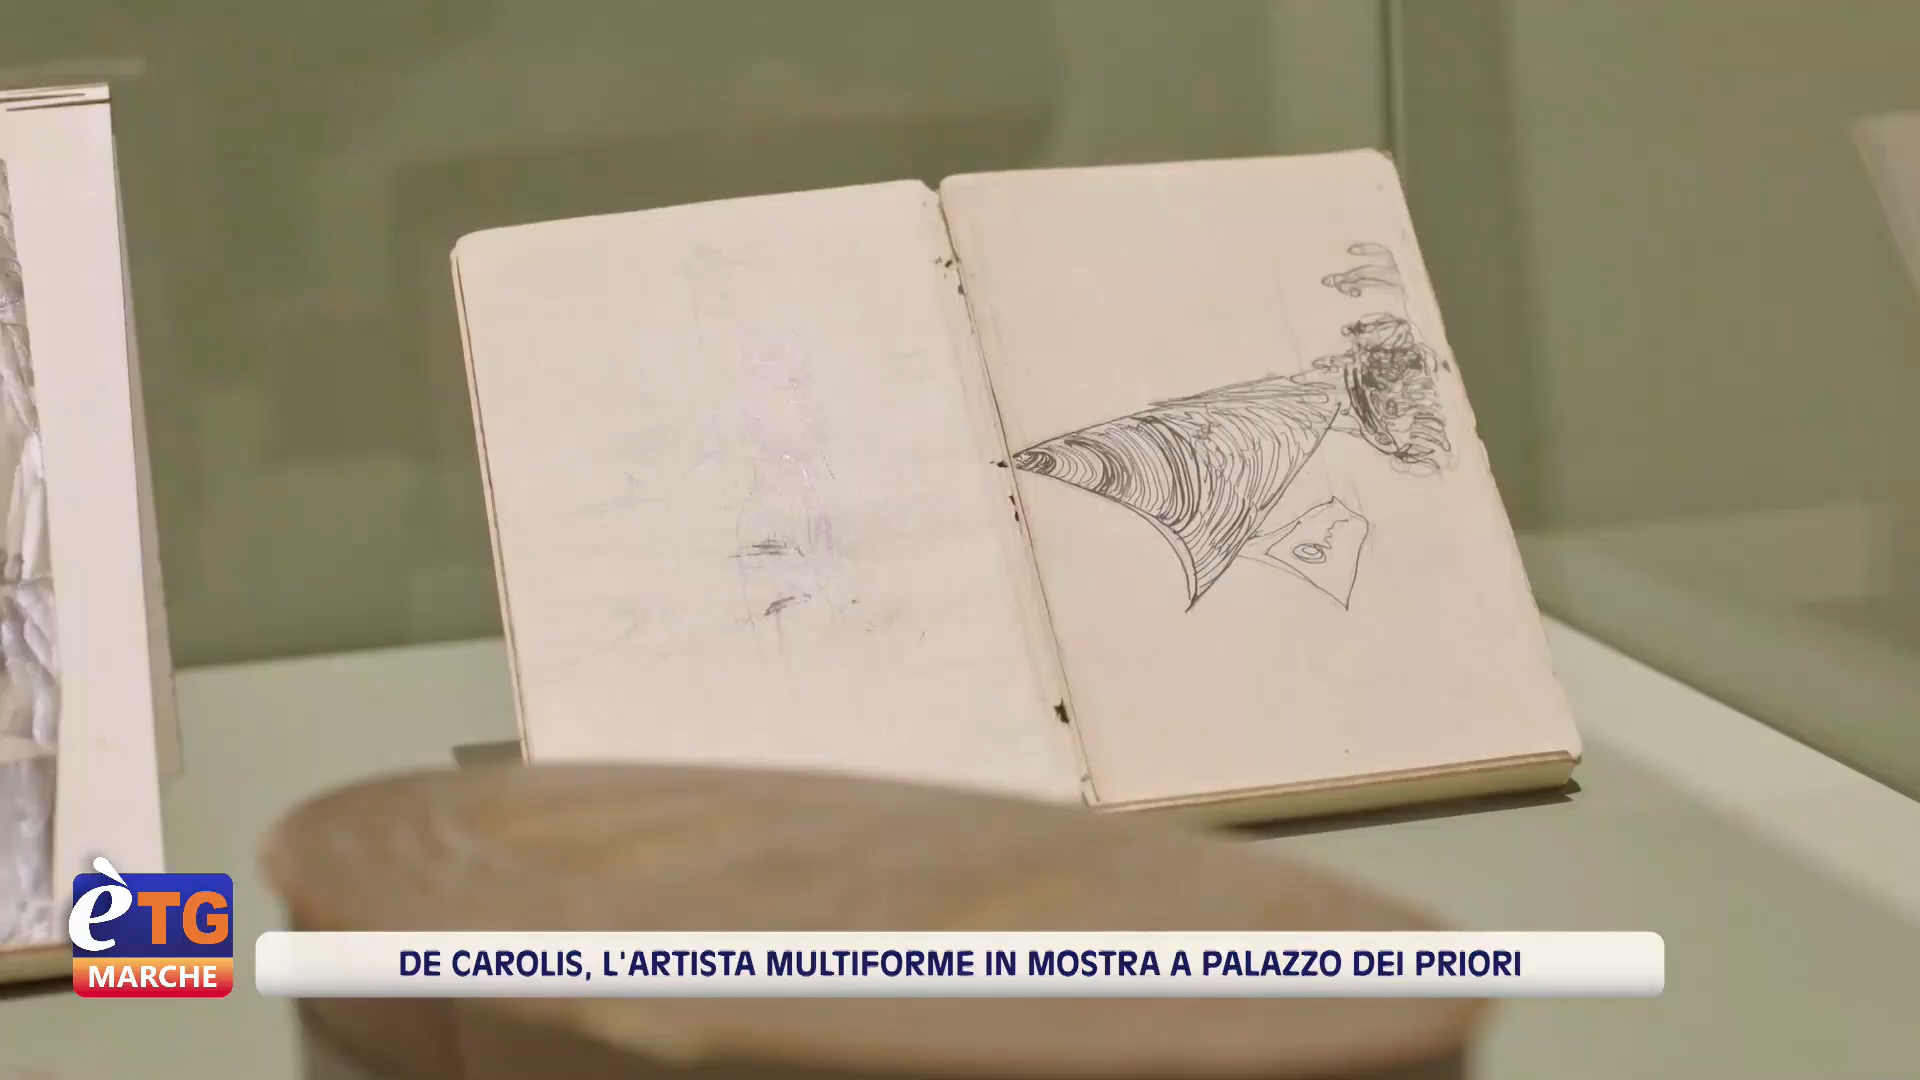 èTG
MARCHE
DE CAROLIS, L'ARTISTA MULTIFORME IN MOSTRA A PALAZZO DEI PRIORI